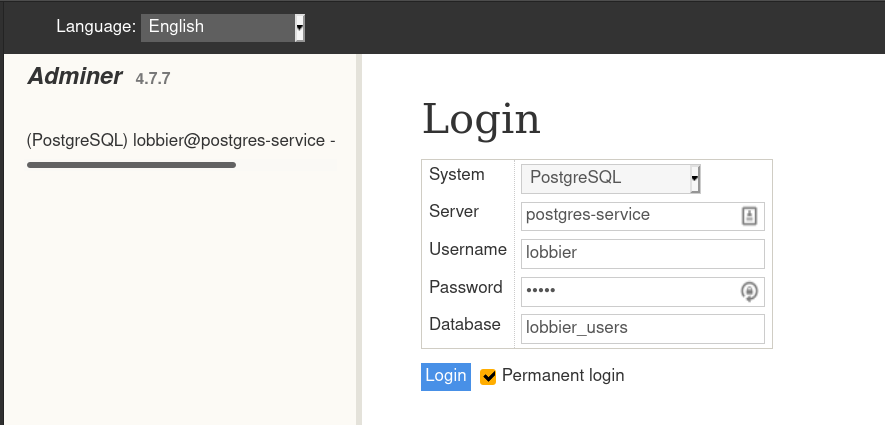 Language: English
Adminer 4.7.7
(PostgreSQL) lobbier@postgres-service -
Login
System PostgreSQL
Server postgres-service
Username lobbier
Password •••••
Database lobbier_users
Login Permanent login